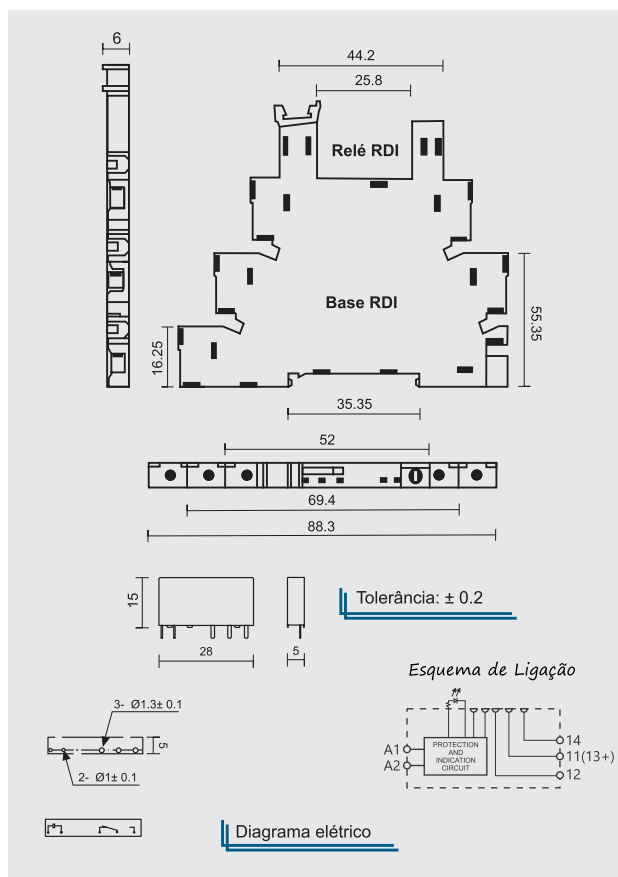 6
44.2
25.8
Relé RDI
Base RDI
55.35
16.25
35.35
52
69.4
88.3
15
28
5
Tolerância: ± 0.2
Esquema de Ligação
3- Ø1.3± 0.1
5
2- Ø1± 0.1
A1
A2
PROTECTION
AND
INDICATION
CIRCUIT
14
11(13+)
12
Diagrama elétrico